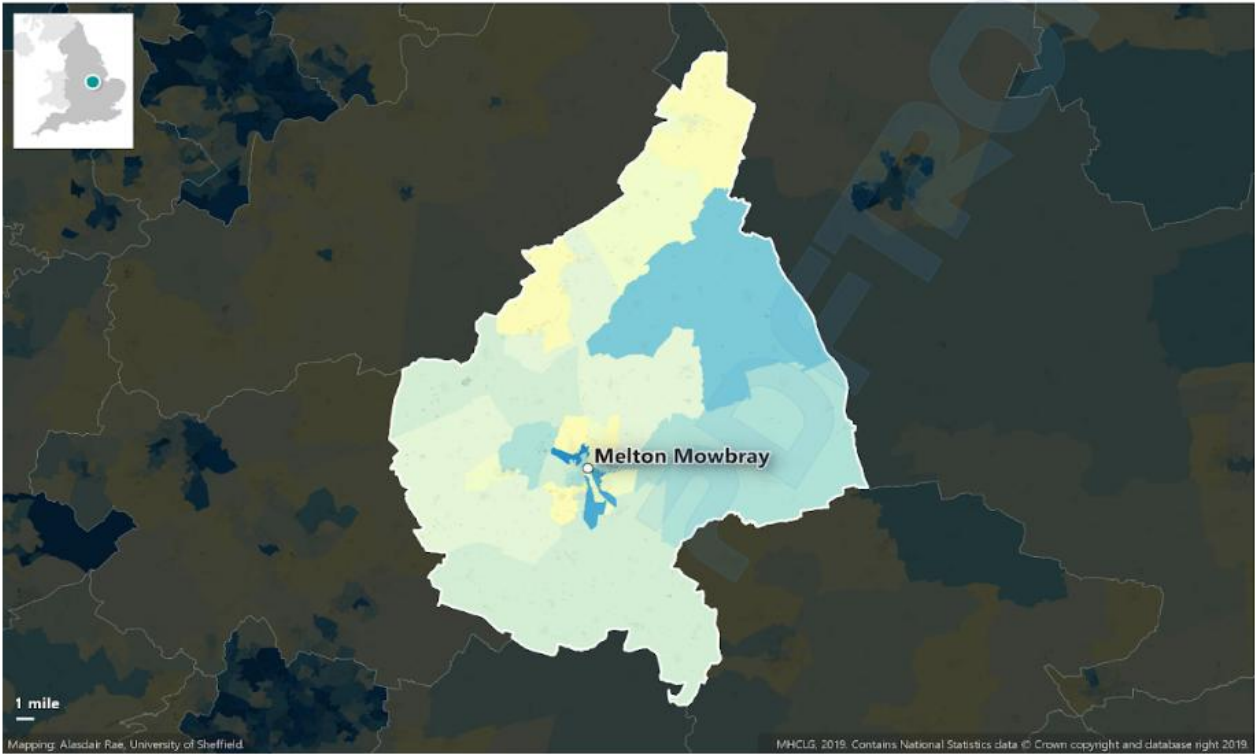 Melton Mowbray
1 mile
Mapping: Alasdair Rae, University of Sheffield.
MHCLG, 2019. Contains National Statistics data © Crown copyright and database right 2019